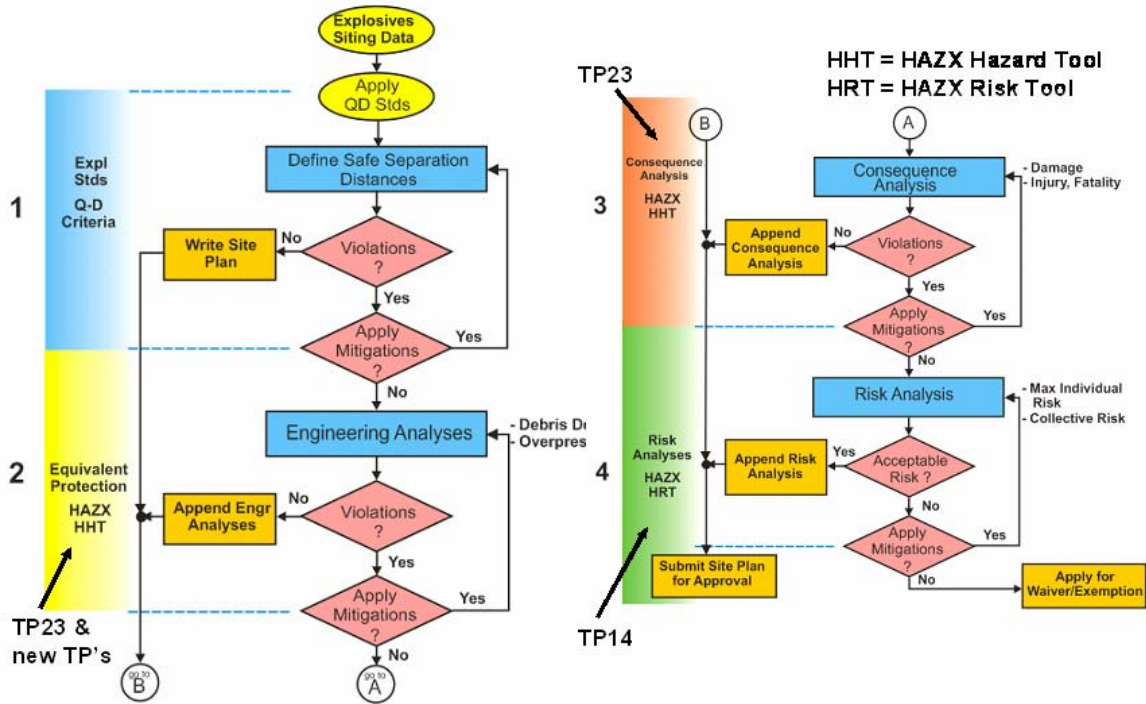 Explosives
Siting Data
Apply
QD Stds
1
Expl
Stds
Q-D
Criteria
Define Safe Separation
Distances
Write Site
Plan
No
Violations
?
Yes
Apply
Mitigations
?
Yes
No
2
Equivalent
Protection
HAZX
HHT
Engineering Analyses
- Debris De
- Overpres
Append Engr
Analyses
No
Violations
?
Yes
Apply
Mitigations
?
Yes
No
TP23 &
new TP's
go to
B
go to
A
TP23
HHT = HAZX Hazard Tool
HRT = HAZX Risk Tool
B
A
3
Consequence
Analysis
HAZX
HHT
Consequence
Analysis
- Damage
- Injury, Fatality
Append
Consequence
Analysis
No
Violations
?
Yes
Apply
Mitigations
?
Yes
No
4
Risk
Analyses
HAZX
HRT
Risk Analysis
- Max Individual
Risk
- Collective Risk
Append Risk
Analysis
Yes
Acceptable
Risk ?
No
Apply
Mitigations
?
Yes
No
Submit Site Plan
for Approval
Apply for
Waiver/Exemption
TP14